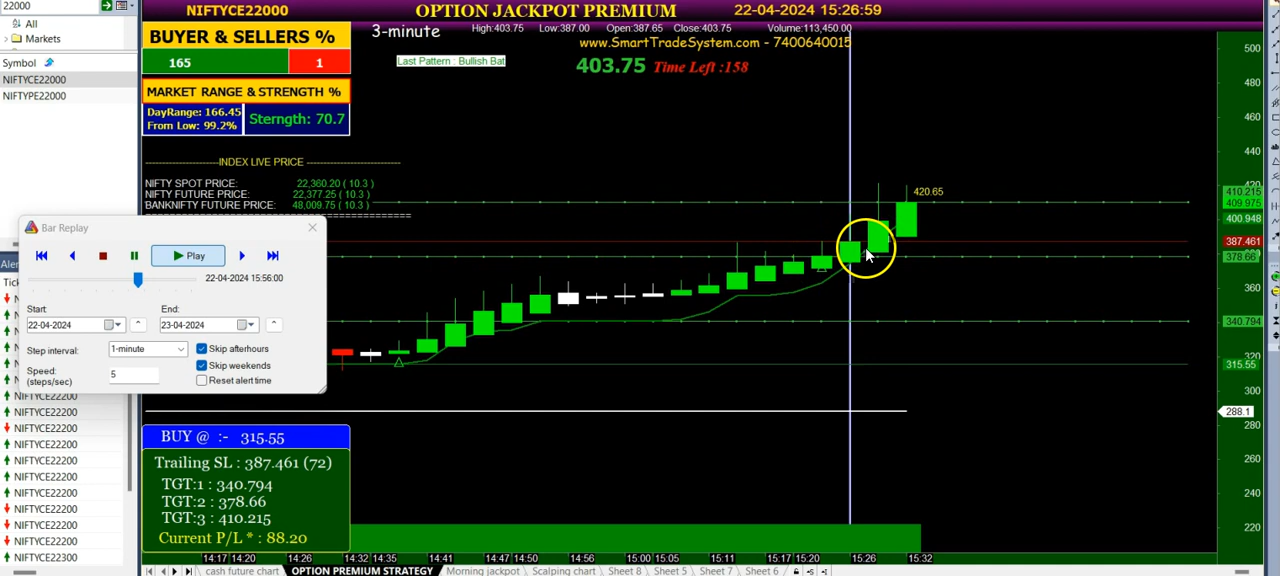 22000
NIFTYCE22000
OPTION JACKPOT PREMIUM
22-04-2024 15:26:59
All
Markets
Symbol
NIFTYCE22000
NIFTYPE22000
BUYER & SELLERS %
165
1
3-minute
High:403.75
Low:387.00
Open:387.65
Close:403.75
Volume:113,450.00
www.SmartTradeSystem.com - 7400640015
Last Pattern : Bullish Bat
403.75
Time Left :158
MARKET RANGE & STRENGTH %
DayRange: 166.45
From Low: 99.2%
Sterngth: 70.7
INDEX LIVE PRICE
NIFTY SPOT PRICE: 22,360.20 ( 10.3 )
NIFTY FUTURE PRICE: 22,377.25 ( 10.3 )
BANKNIFTY FUTURE PRICE: 48,009.75 ( 10.3 )
420.65
500
480
460
440
410.215
409.975
400.948
387.461
378.66
360
340.794
320
315.55
300
288.1
280
260
240
220
Bar Replay
Play
22-04-2024 15:56:00
Start:
End:
22-04-2024
23-04-2024
Step interval:
1-minute
Skip afterhours
Speed:
(steps/sec)
5
Skip weekends
Reset alert time
NIFTYCE22000
NIFTYCE22000
NIFTYCE22200
NIFTYCE22200
NIFTYCE22200
NIFTYCE22200
NIFTYCE22200
NIFTYCE22200
NIFTYCE22200
NIFTYCE22300
BUY @ :- 315.55
Trailing SL : 387.461 (72)
TGT:1 : 340.794
TGT:2 : 378.66
TGT:3 : 410.215
Current P/L * : 88.20
14:17 14:20 14:26 14:32 14:35 14:41 14:47 14:50 15:00 15:05 15:11 15:17 15:20 15:26 15:32
cash future chart
OPTION PREMIUM STRATEGY
Morning jackpot
Scalping chart
Sheet 8
Sheet 5
Sheet 7
Sheet 6